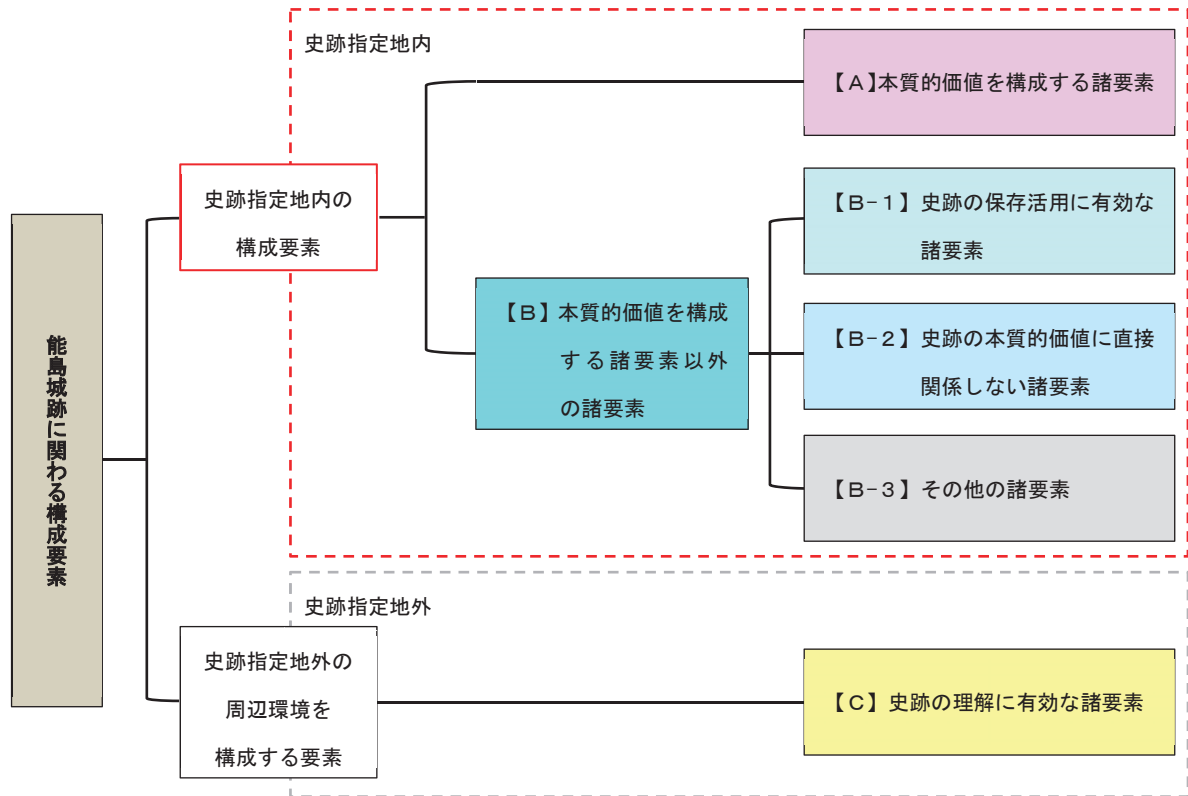 能島城跡に関わる構成要素
史跡指定地内
史跡指定地内の
構成要素
【A】本質的価値を構成する諸要素
【B】本質的価値を構成
する諸要素以外
の諸要素
【B-1】史跡の保存活用に有効な
諸要素
【B-2】史跡の本質的価値に直接
関係しない諸要素
【B-3】その他の諸要素
史跡指定地外
史跡指定地外の
周辺環境を
構成する要素
【C】史跡の理解に有効な諸要素